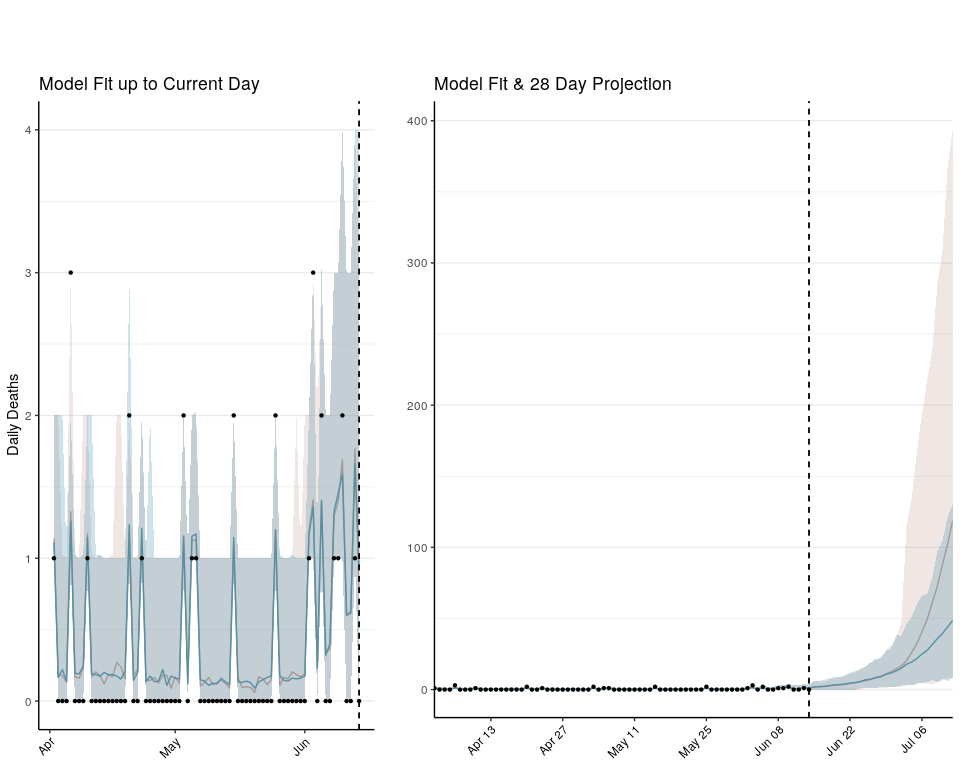 Model Fit up to Current Day
Model Fit & 28 Day Projection
Daily Deaths
4
3
2
1
0
Apr
May
Jun
400
300
200
100
0
Apr 13
Apr 27
May 11
May 25
Jun 08
Jun 22
Jul 06